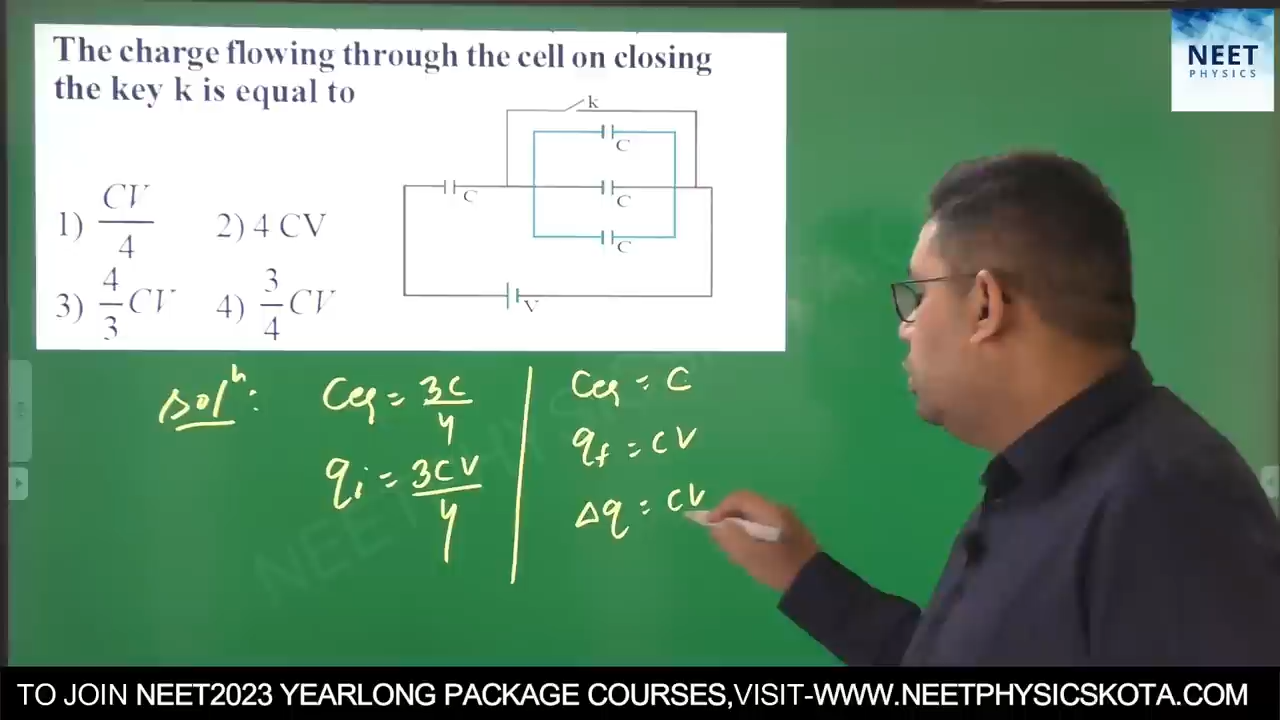 The charge flowing through the cell on closing
the key k is equal to
k
C
C
C
C
V
1) CV/4
2) 4 CV
3) 4/3 CV
4) 3/4 CV
NEET
PHYSICS
Solⁿ:
Ceq = 3C/4
qi = 3CV/4
Ceq = C
qf = CV
Δq = CV
TO JOIN NEET2023 YEARLONG PACKAGE COURSES,VISIT-WWW.NEETPHYSICSKOTA.COM